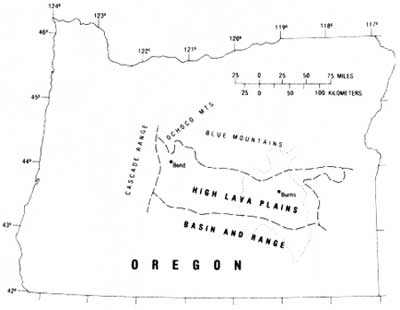 124°
123°
122°
121°
120°
119°
118°
117°
46°
25 0 25 50 75 MILES
25 0 50 100 KILOMETERS
45°
OCHOCO MTS.
BLUE MOUNTAINS
CASCADE RANGE
44°
Bend
Burns
HIGH LAVA PLAINS
43°
BASIN AND RANGE
OREGON
42°